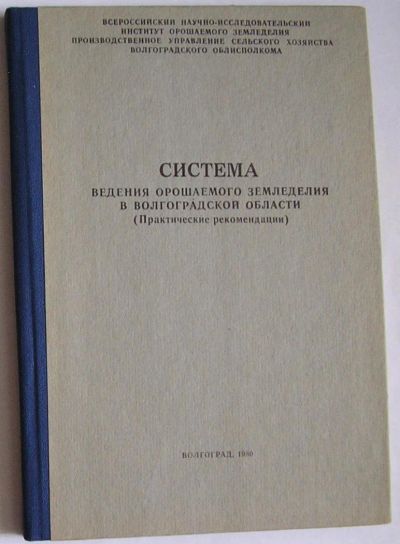 ВСЕРОССИЙСКИЙ НАУЧНО-ИССЛЕДОВАТЕЛЬСКИЙ
ИНСТИТУТ ОРОШАЕМОГО ЗЕМЛЕДЕЛИЯ
ПРОИЗВОДСТВЕННОЕ УПРАВЛЕНИЕ СЕЛЬСКОГО ХОЗЯЙСТВА
ВОЛГОГРАДСКОГО ОБЛИСПОЛКОМА
СИСТЕМА
ВЕДЕНИЯ ОРОШАЕМОГО ЗЕМЛЕДЕЛИЯ
В ВОЛГОГРАДСКОЙ ОБЛАСТИ
(Практические рекомендации)
ВОЛГОГРАД, 1980